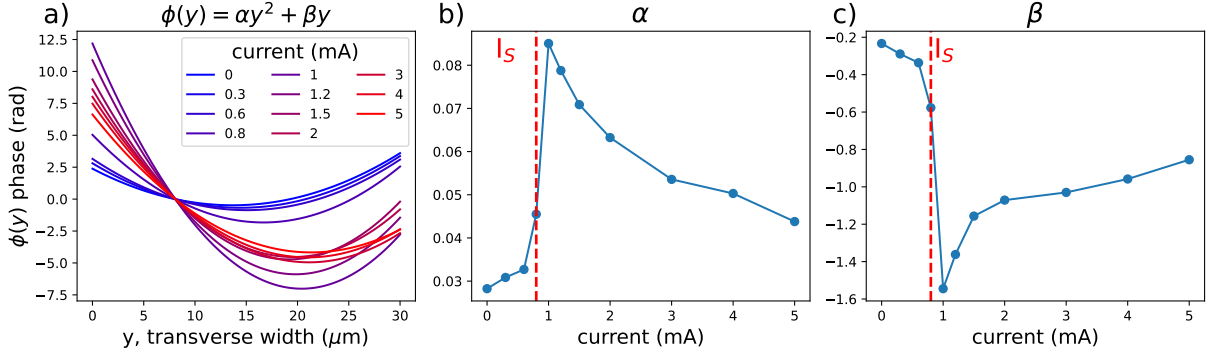 a)
ϕ(y) = αy² + βy
12.5
10.0
7.5
5.0
2.5
0.0
−2.5
−5.0
−7.5
ϕ(y) phase (rad)
current (mA)
0
0.3
0.6
0.8
1
1.2
1.5
2
3
4
5
0 5 10 15 20 25 30
y, transverse width (μm)
b)
α
I_S
0.08
0.07
0.06
0.05
0.04
0.03
0 1 2 3 4 5
current (mA)
c)
β
I_S
−0.2
−0.4
−0.6
−0.8
−1.0
−1.2
−1.4
−1.6
0 1 2 3 4 5
current (mA)